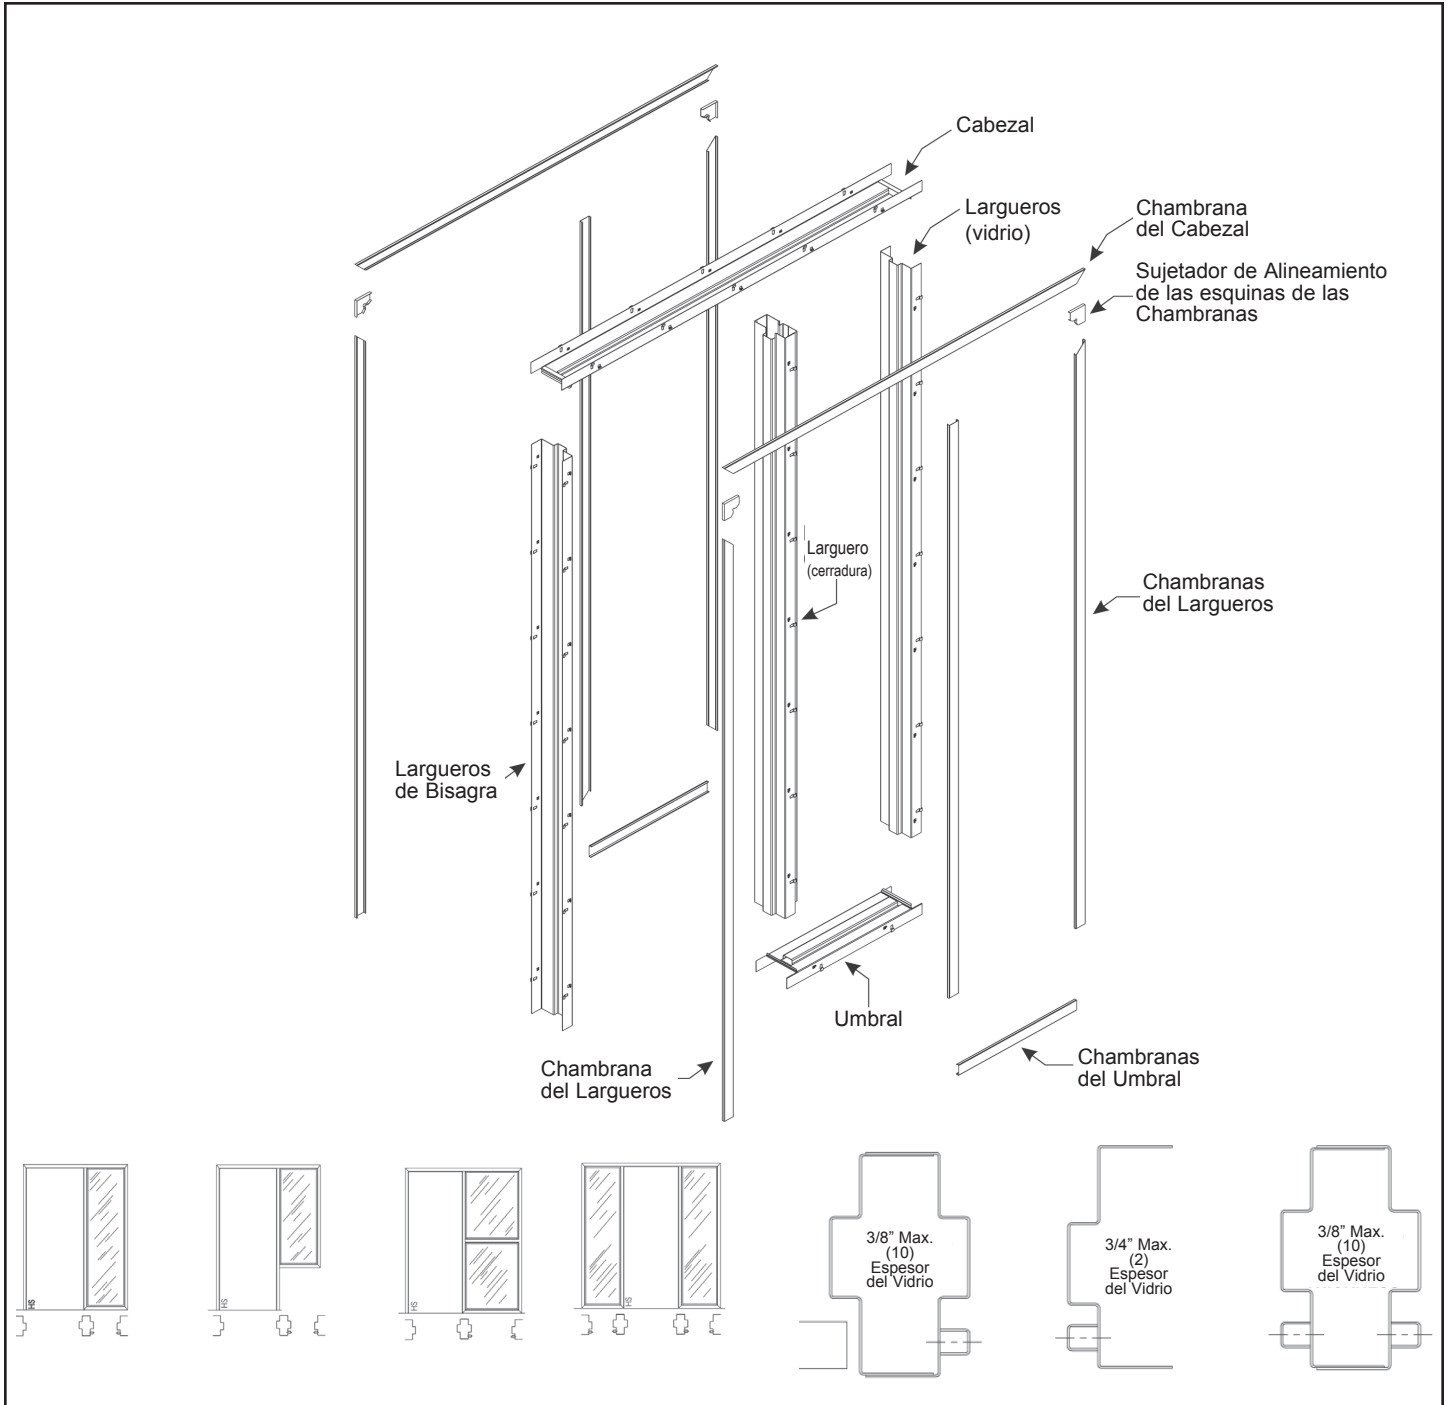 Cabezal
Largueros
(vidrio)
Chambrana
del Cabezal
Sujetador de Alineamiento
de las esquinas de las
Chambranas
Larguero
(cerradura)
Chambranas
del Largueros
Largueros
de Bisagra
Umbral
Chambrana
del Largueros
Chambranas
del Umbral
HS
HS
HS
HS
3/8” Max.
(10)
Espesor
del Vidrio
3/4” Max.
(2)
Espesor
del Vidrio
3/8” Max.
(10)
Espesor
del Vidrio